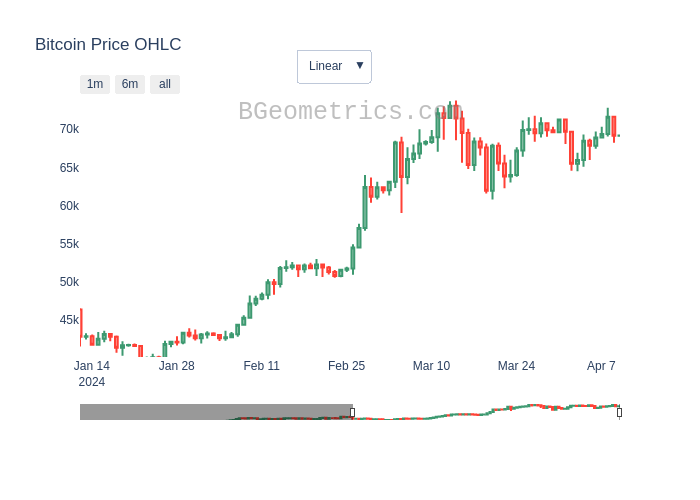 Bitcoin Price OHLC
Linear ▼
1m 6m all
BGeometrics.com
70k
65k
60k
55k
50k
45k
Jan 14 Jan 28 Feb 11 Feb 25 Mar 10 Mar 24 Apr 7
2024